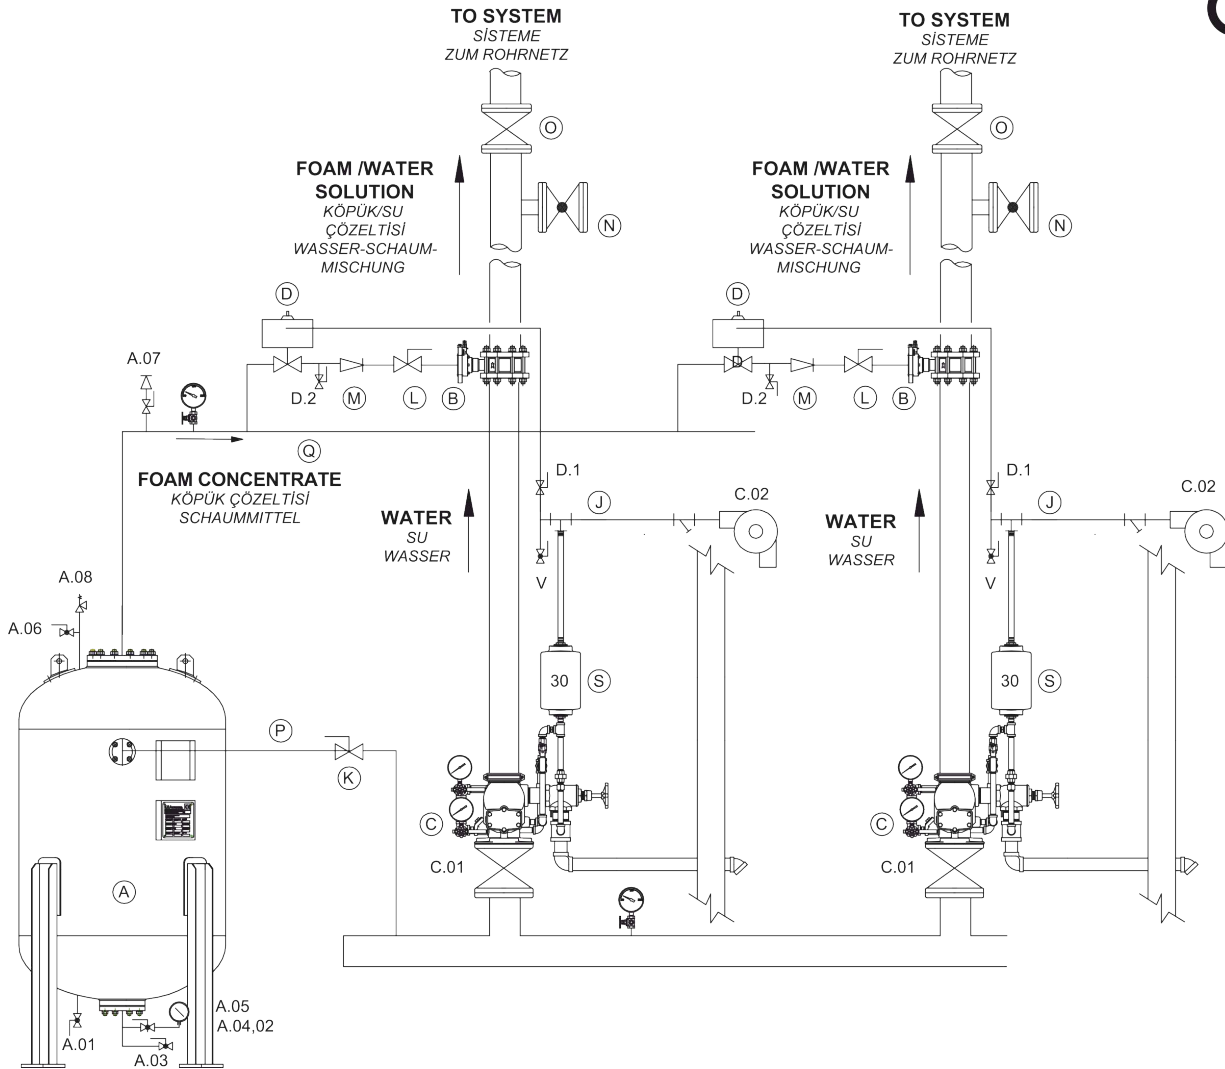 TO SYSTEM
SİSTEME
ZUM ROHRNETZ
TO SYSTEM
SİSTEME
ZUM ROHRNETZ
O
O
FOAM /WATER
SOLUTION
KÖPÜK/SU
ÇÖZELTİSİ
WASSER-SCHAUM-
MISCHUNG
N
FOAM /WATER
SOLUTION
KÖPÜK/SU
ÇÖZELTİSİ
WASSER-SCHAUM-
MISCHUNG
N
D
D
A.07
D.2
M
L
B
D.2
M
L
B
Q
FOAM CONCENTRATE
KÖPÜK ÇÖZELTİSİ
SCHAUMMITTEL
WATER
SU
WASSER
D.1
J
C.02
V
WATER
SU
WASSER
D.1
J
C.02
V
A.08
A.06
30
S
30
S
P
K
C
C
C.01
C.01
A
A.05
A.04,02
A.01
A.03